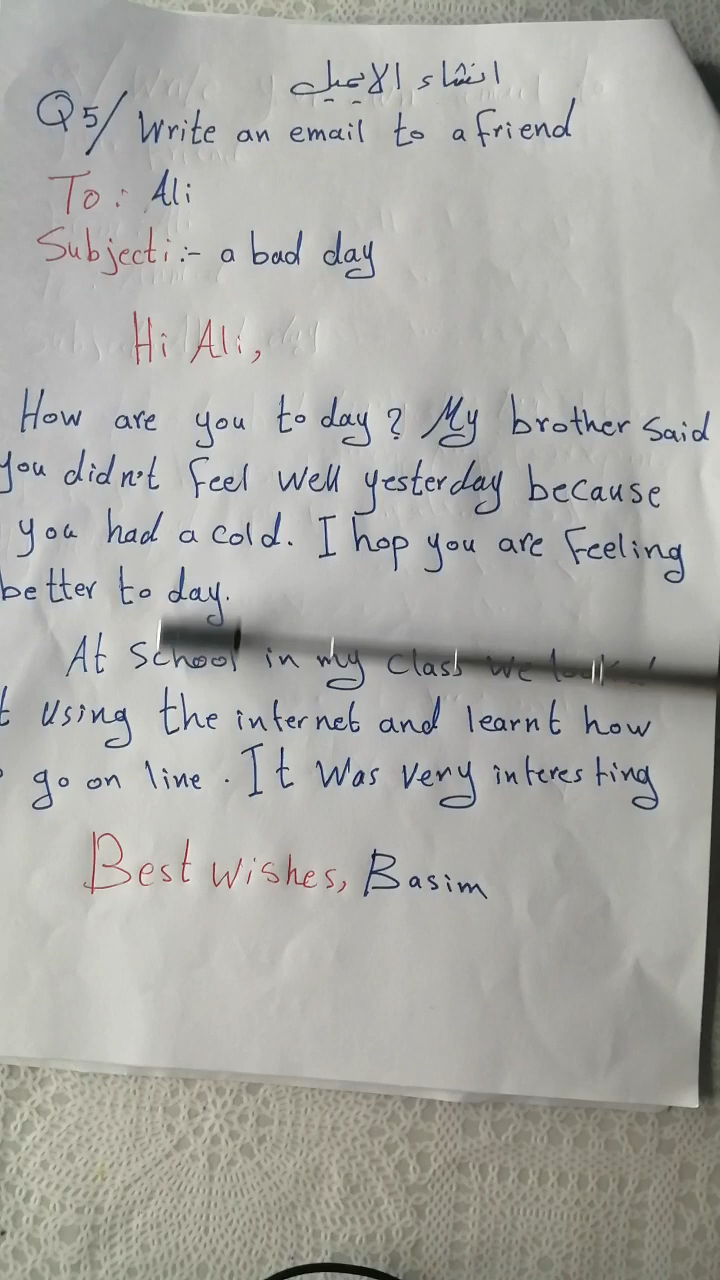 انشاء الايميل
Q5/ Write an email to a friend
To: Ali
Subject:- a bad day
Hi Ali,
How are you to day? My brother said
you didn't feel well yesterday because
you had a cold. I hop you are feeling
better to day.
At school in my class we
using the internet and learnt how
go on line. It was very interesting
Best wishes, Basim